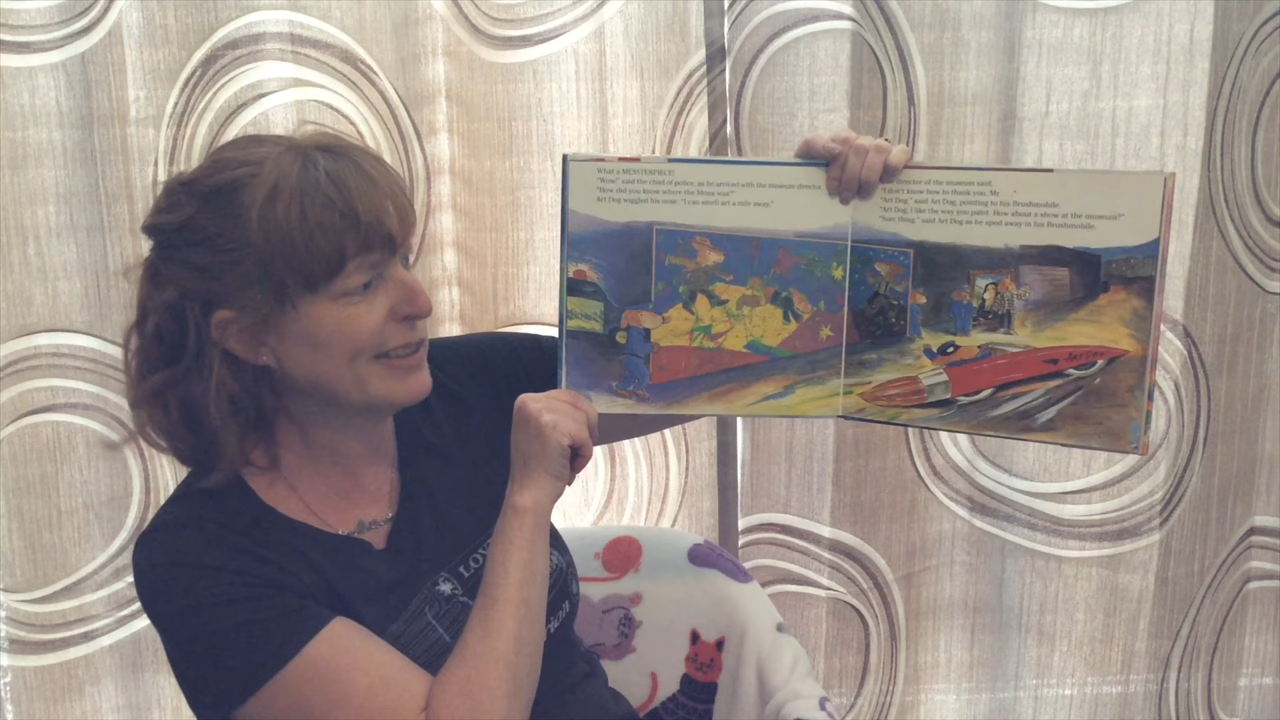 What a MESSTERPIECE!
"Wow!" said the chief of police, as he arrived with the museum director.
"How did you know where the Mona was?"
Art Dog waggled his nose. "I can smell art a mile away."
director of the museum said.
"I don't know how to thank you, Mr. . . ."
"Art Dog," said Art Dog, pointing to his Brushmobile.
"Art Dog, I like the way you paint. How about a show at the museum?"
"Sure thing," said Art Dog as he sped away in his Brushmobile.
ART DOG
LOV